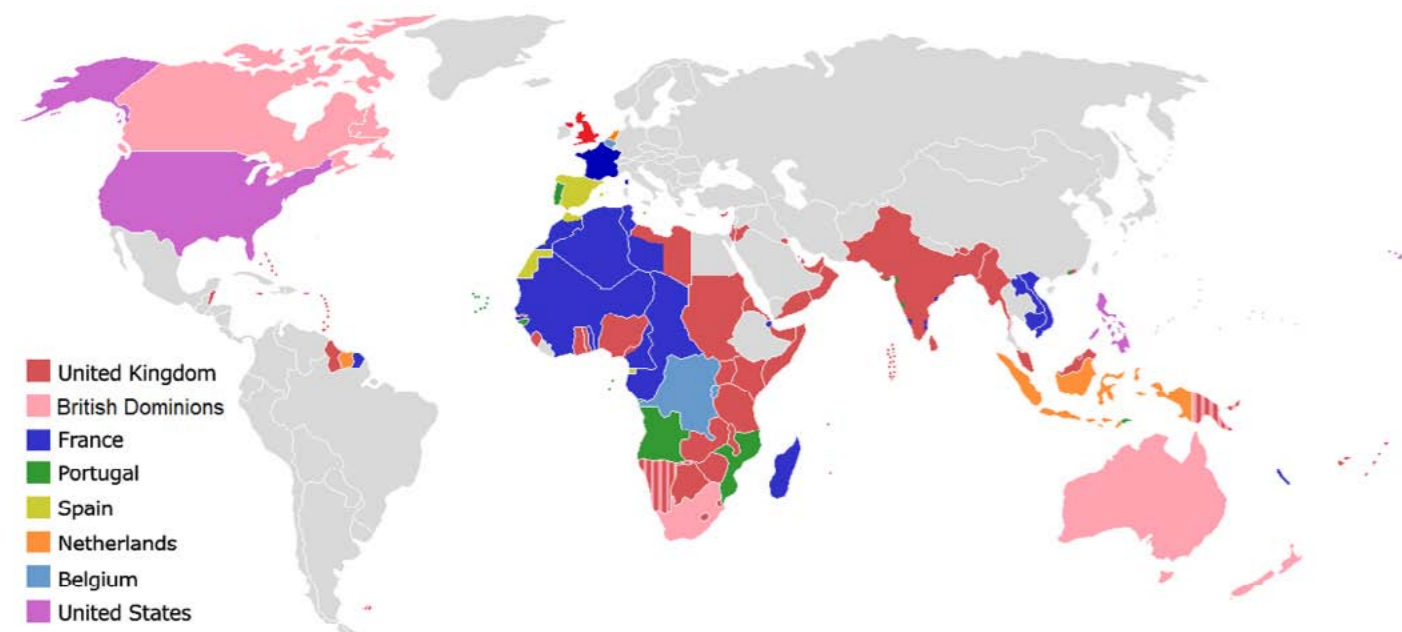 United Kingdom
British Dominions
France
Portugal
Spain
Netherlands
Belgium
United States